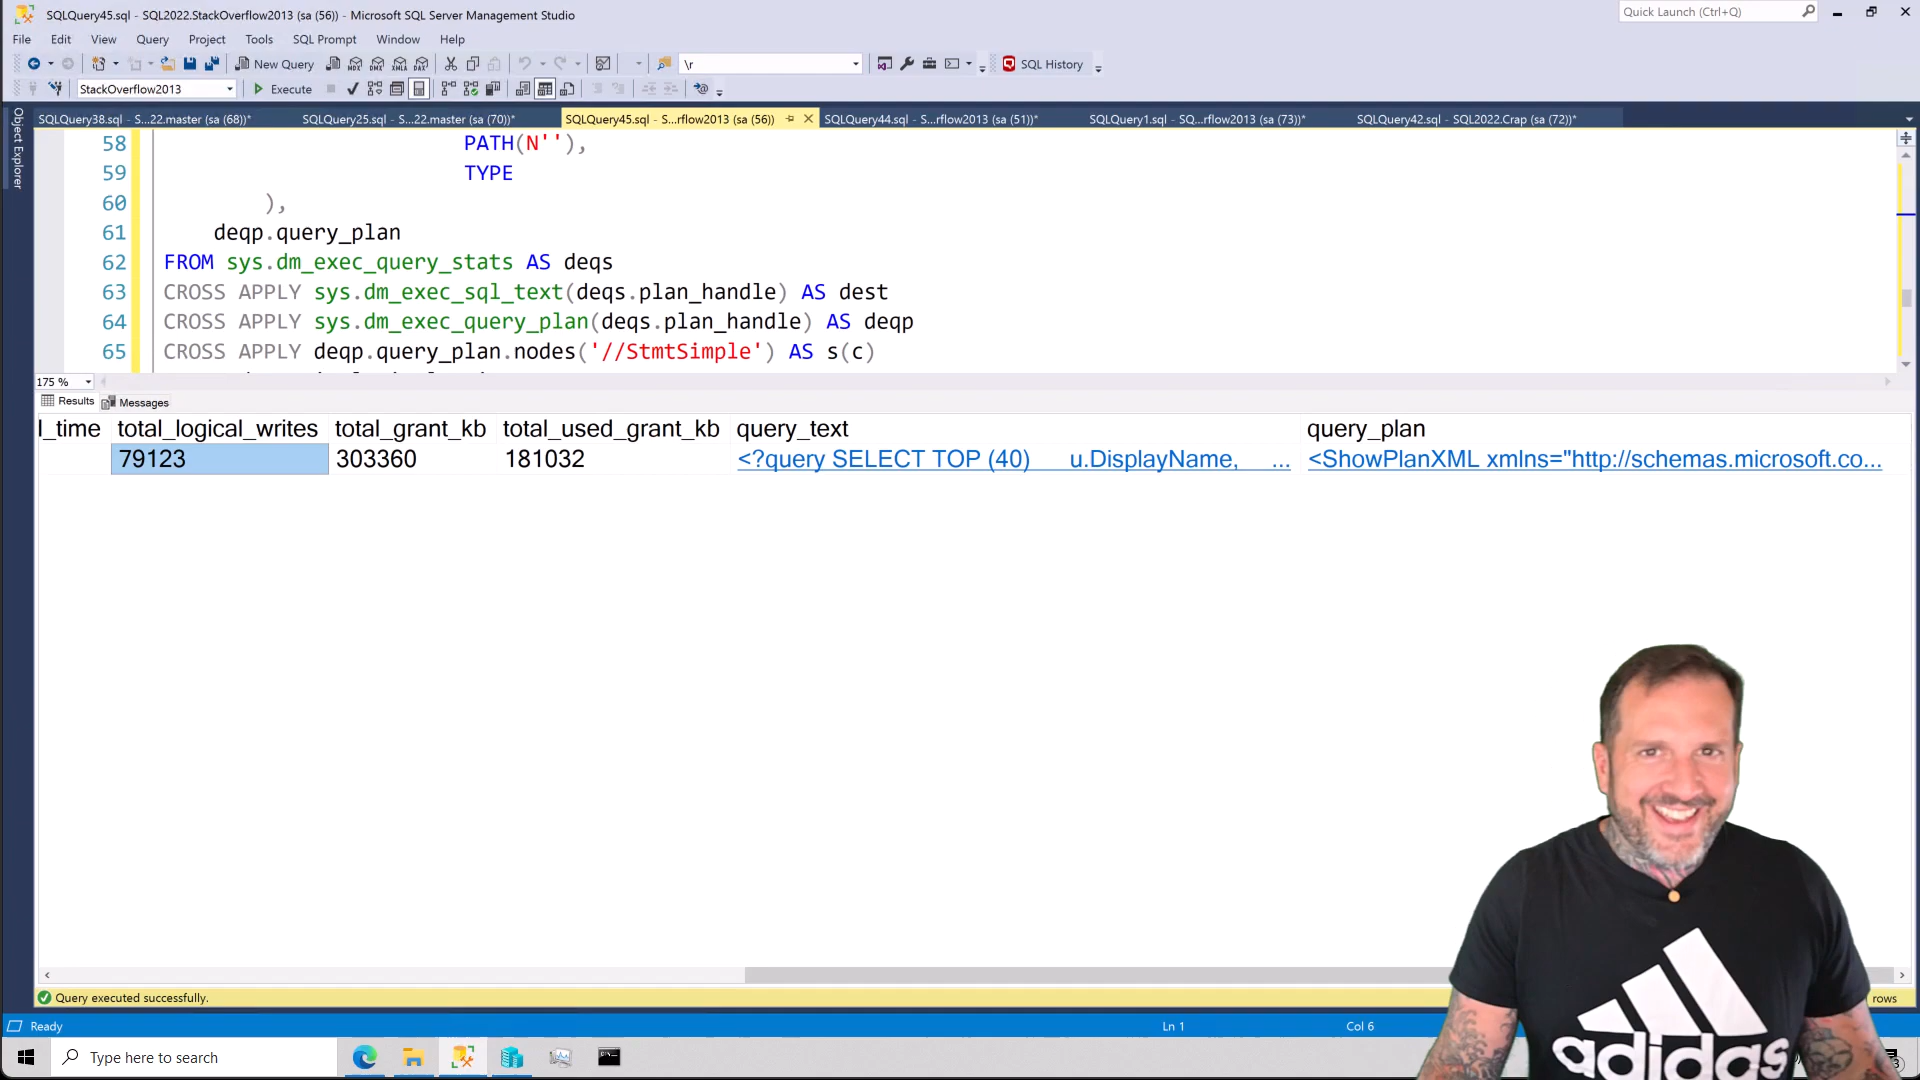 SQLQuery45.sql - SQL2022.StackOverflow2013 (sa (56))* - Microsoft SQL Server Management Studio
Quick Launch (Ctrl+Q)
File Edit View Query Project Tools SQL Prompt Window Help
New Query
\r
SQL History
StackOverflow2013
Execute
Object Explorer
SQLQuery38.sql - S...22.master (sa (68))*
SQLQuery25.sql - S...22.master (sa (70))*
SQLQuery45.sql - S...rflow2013 (sa (56))
SQLQuery44.sql - S...rflow2013 (sa (51))*
SQLQuery1.sql - SQ...rflow2013 (sa (73))*
SQLQuery42.sql - SQL2022.Crap (sa (72))*
58 PATH(N''),
59 TYPE
60 ),
61 deqp.query_plan
62 FROM sys.dm_exec_query_stats AS deqs
63 CROSS APPLY sys.dm_exec_sql_text(deqs.plan_handle) AS dest
64 CROSS APPLY sys.dm_exec_query_plan(deqs.plan_handle) AS deqp
65 CROSS APPLY deqp.query_plan.nodes('//StmtSimple') AS s(c)
175 %
Results Messages
l_time total_logical_writes total_grant_kb total_used_grant_kb query_text query_plan
79123 303360 181032 <?query SELECT TOP (40) u.DisplayName, ... <ShowPlanXML xmlns="http://schemas.microsoft.co...
Query executed successfully.
rows
Ready
Ln 1
Col 6
Type here to search
adidas
3